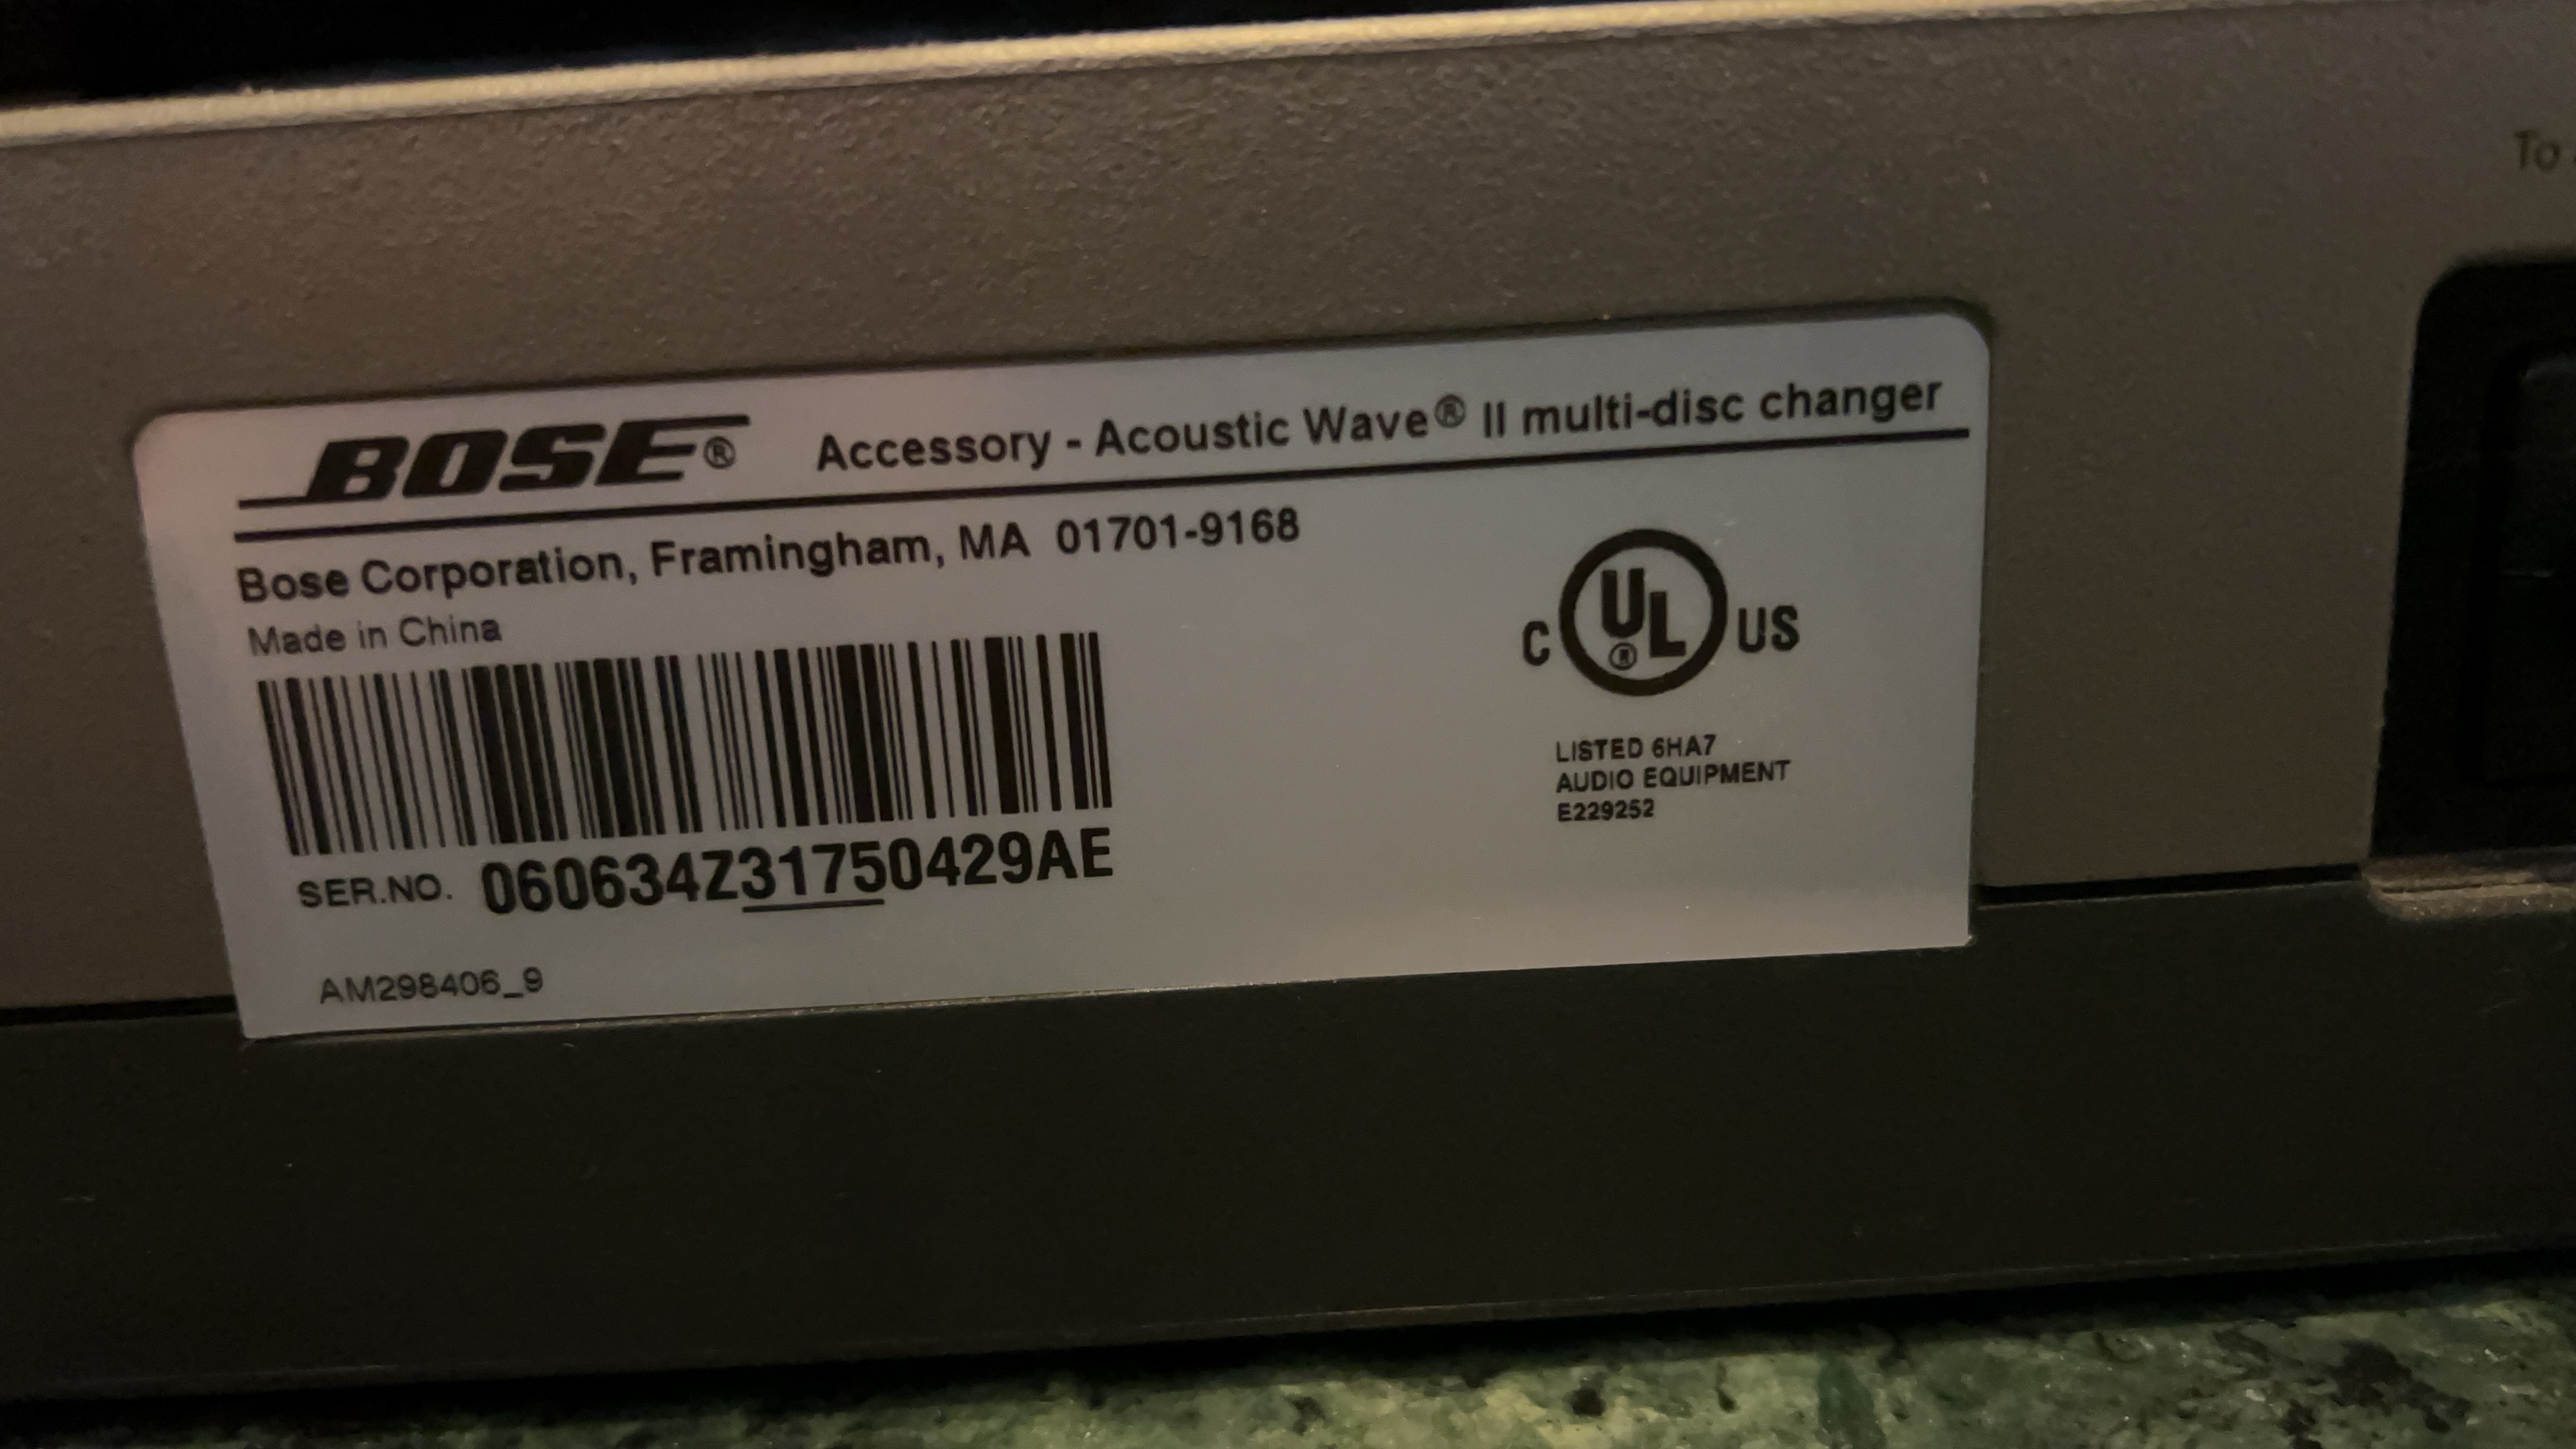 To
BOSE® Accessory - Acoustic Wave® II multi-disc changer
Bose Corporation, Framingham, MA 01701-9168
Made in China
C UL® US
LISTED 6HA7
AUDIO EQUIPMENT
E229252
SER.NO. 060634Z31750429AE
AM298406_9